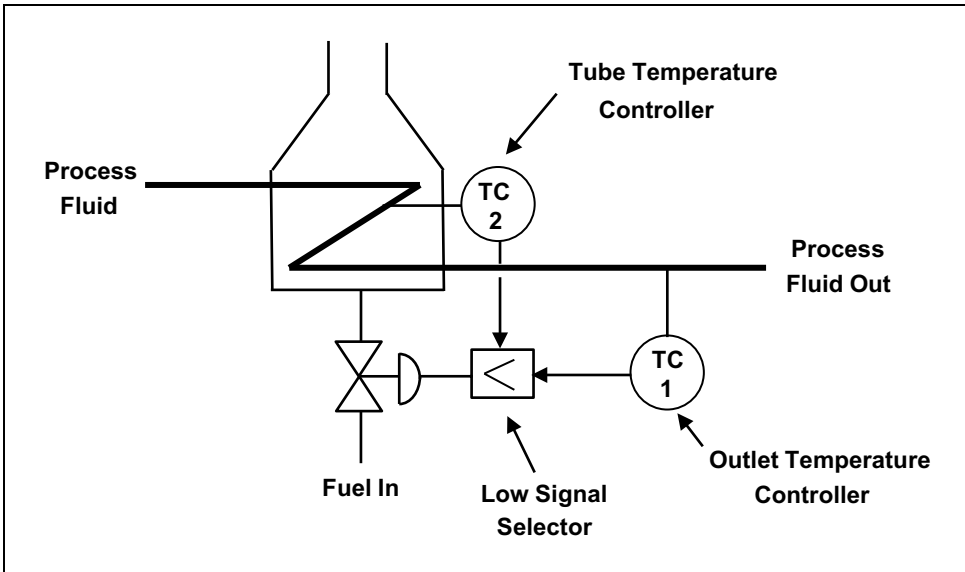 Tube Temperature
Controller
Process
Fluid
TC
2
Process
Fluid Out
TC
1
<
Fuel In
Low Signal
Selector
Outlet Temperature
Controller